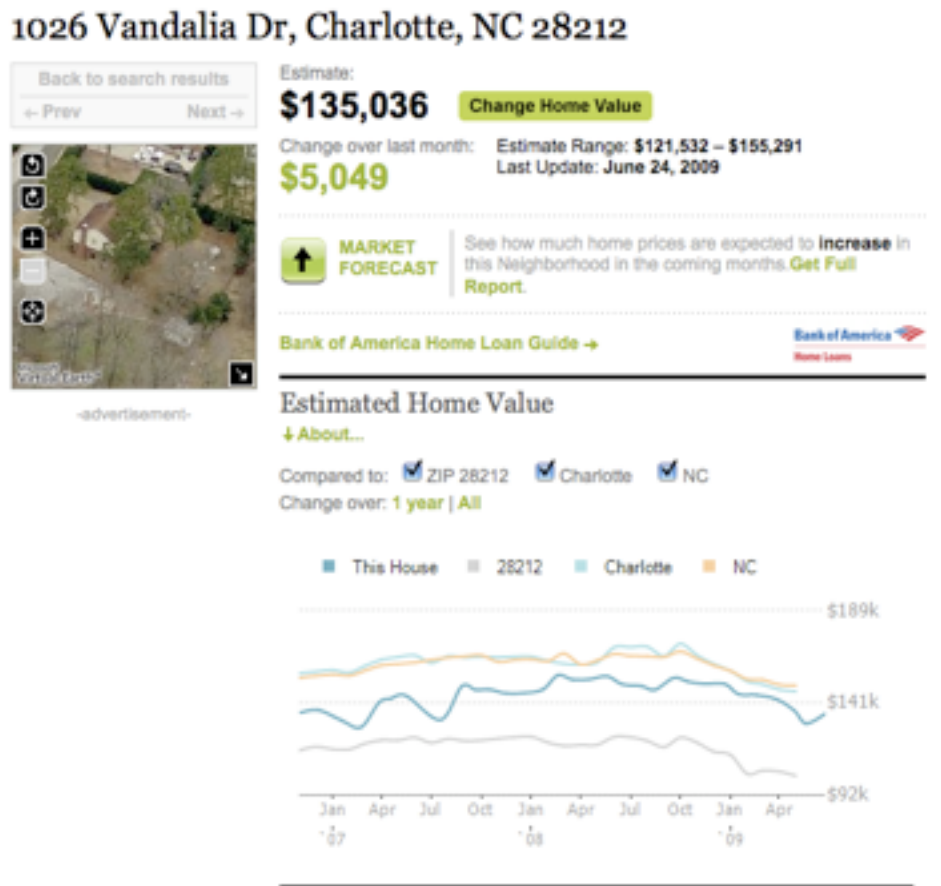 1026 Vandalia Dr, Charlotte, NC 28212
Back to search results
← Prev Next →
Estimate:
$135,036 Change Home Value
Change over last month: Estimate Range: $121,532 – $155,291
$5,049 Last Update: June 24, 2009
MARKET FORECAST
See how much home prices are expected to increase in
this Neighborhood in the coming months. Get Full
Report.
Bank of America Home Loan Guide →
Bank of America
Home Loans
Virtual Earth
-advertisement-
Estimated Home Value
↓ About...
Compared to: ZIP 28212 Charlotte NC
Change over: 1 year | All
This House 28212 Charlotte NC
$189k
$141k
$92k
Jan Apr Jul Oct Jan Apr Jul Oct Jan Apr
'07 '08 '09